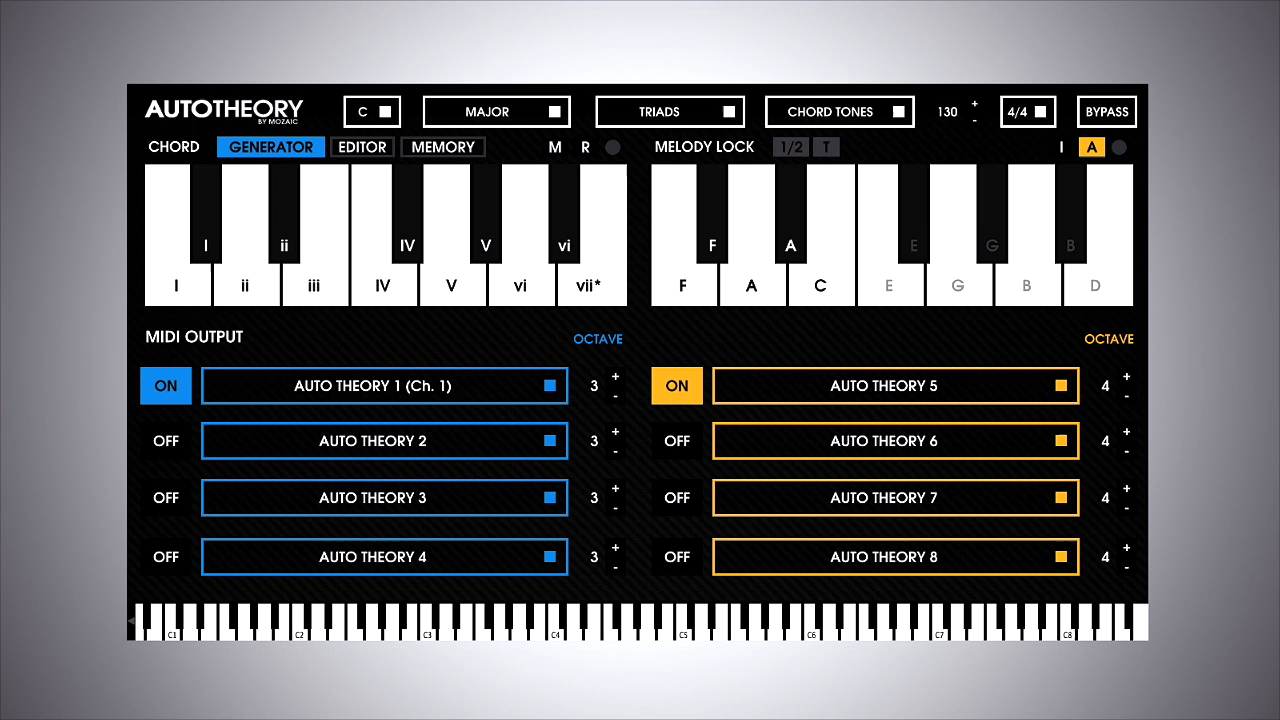 AUTOTHEORY
BY MOZAIC
C MAJOR TRIADS CHORD TONES 130 + - 4/4 BYPASS
CHORD GENERATOR EDITOR MEMORY M R MELODY LOCK 1/2 T I A
I ii IV V vi F A E G B
I ii iii IV V vi vii* F A C E G B D
MIDI OUTPUT OCTAVE OCTAVE
ON AUTO THEORY 1 (Ch. 1) 3 + - ON AUTO THEORY 5 4 + -
OFF AUTO THEORY 2 3 + - OFF AUTO THEORY 6 4 + -
OFF AUTO THEORY 3 3 + - OFF AUTO THEORY 7 4 + -
OFF AUTO THEORY 4 3 + - OFF AUTO THEORY 8 4 + -
C1 C2 C3 C4 C5 C6 C7 C8